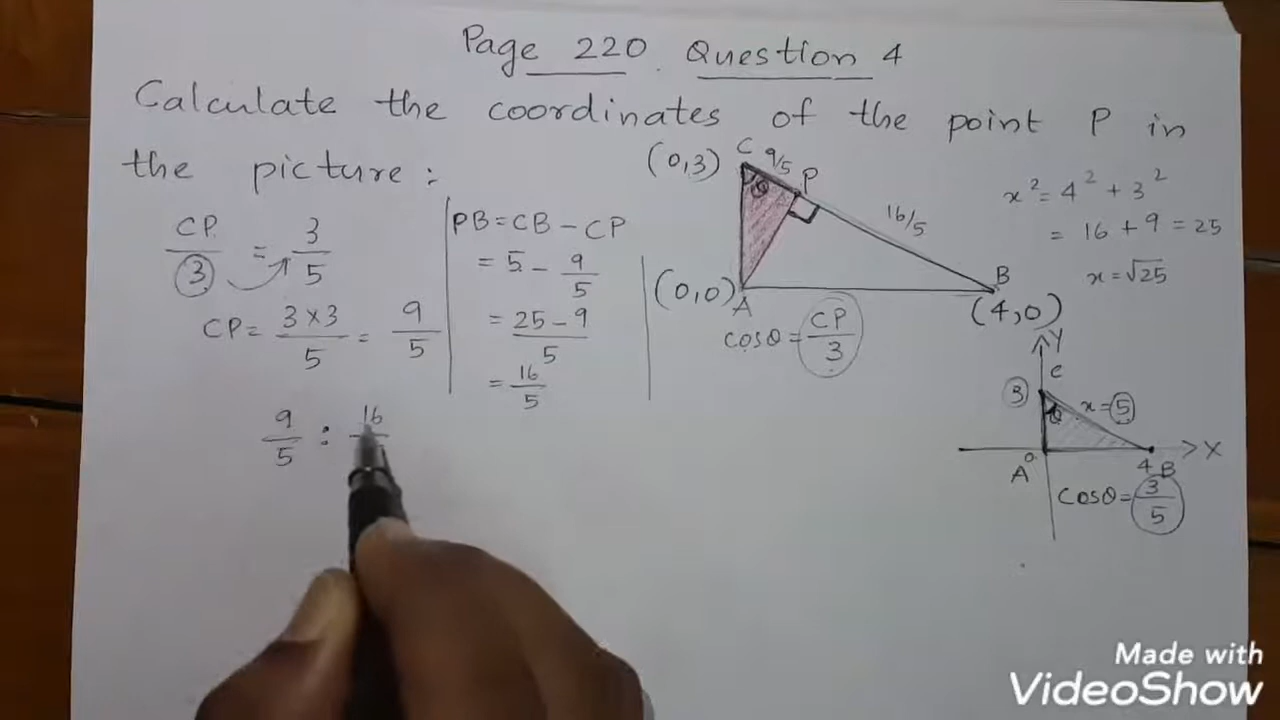 Page 220. Question 4
Calculate the coordinates of the point P in
the picture:
CP/3 = 3/5
CP = 3×3/5 = 9/5
PB = CB - CP
= 5 - 9/5
= 25-9/5
= 16/5
9/5 : 16
(0,3) C 9/5 P
θ
16/5
(0,0) A
B (4,0)
cosθ = CP/3
x² = 4² + 3²
= 16 + 9 = 25
x = √25
Y
C
3
θ x = 5
A 0 4 B X
cosθ = 3/5
Made with
VideoShow